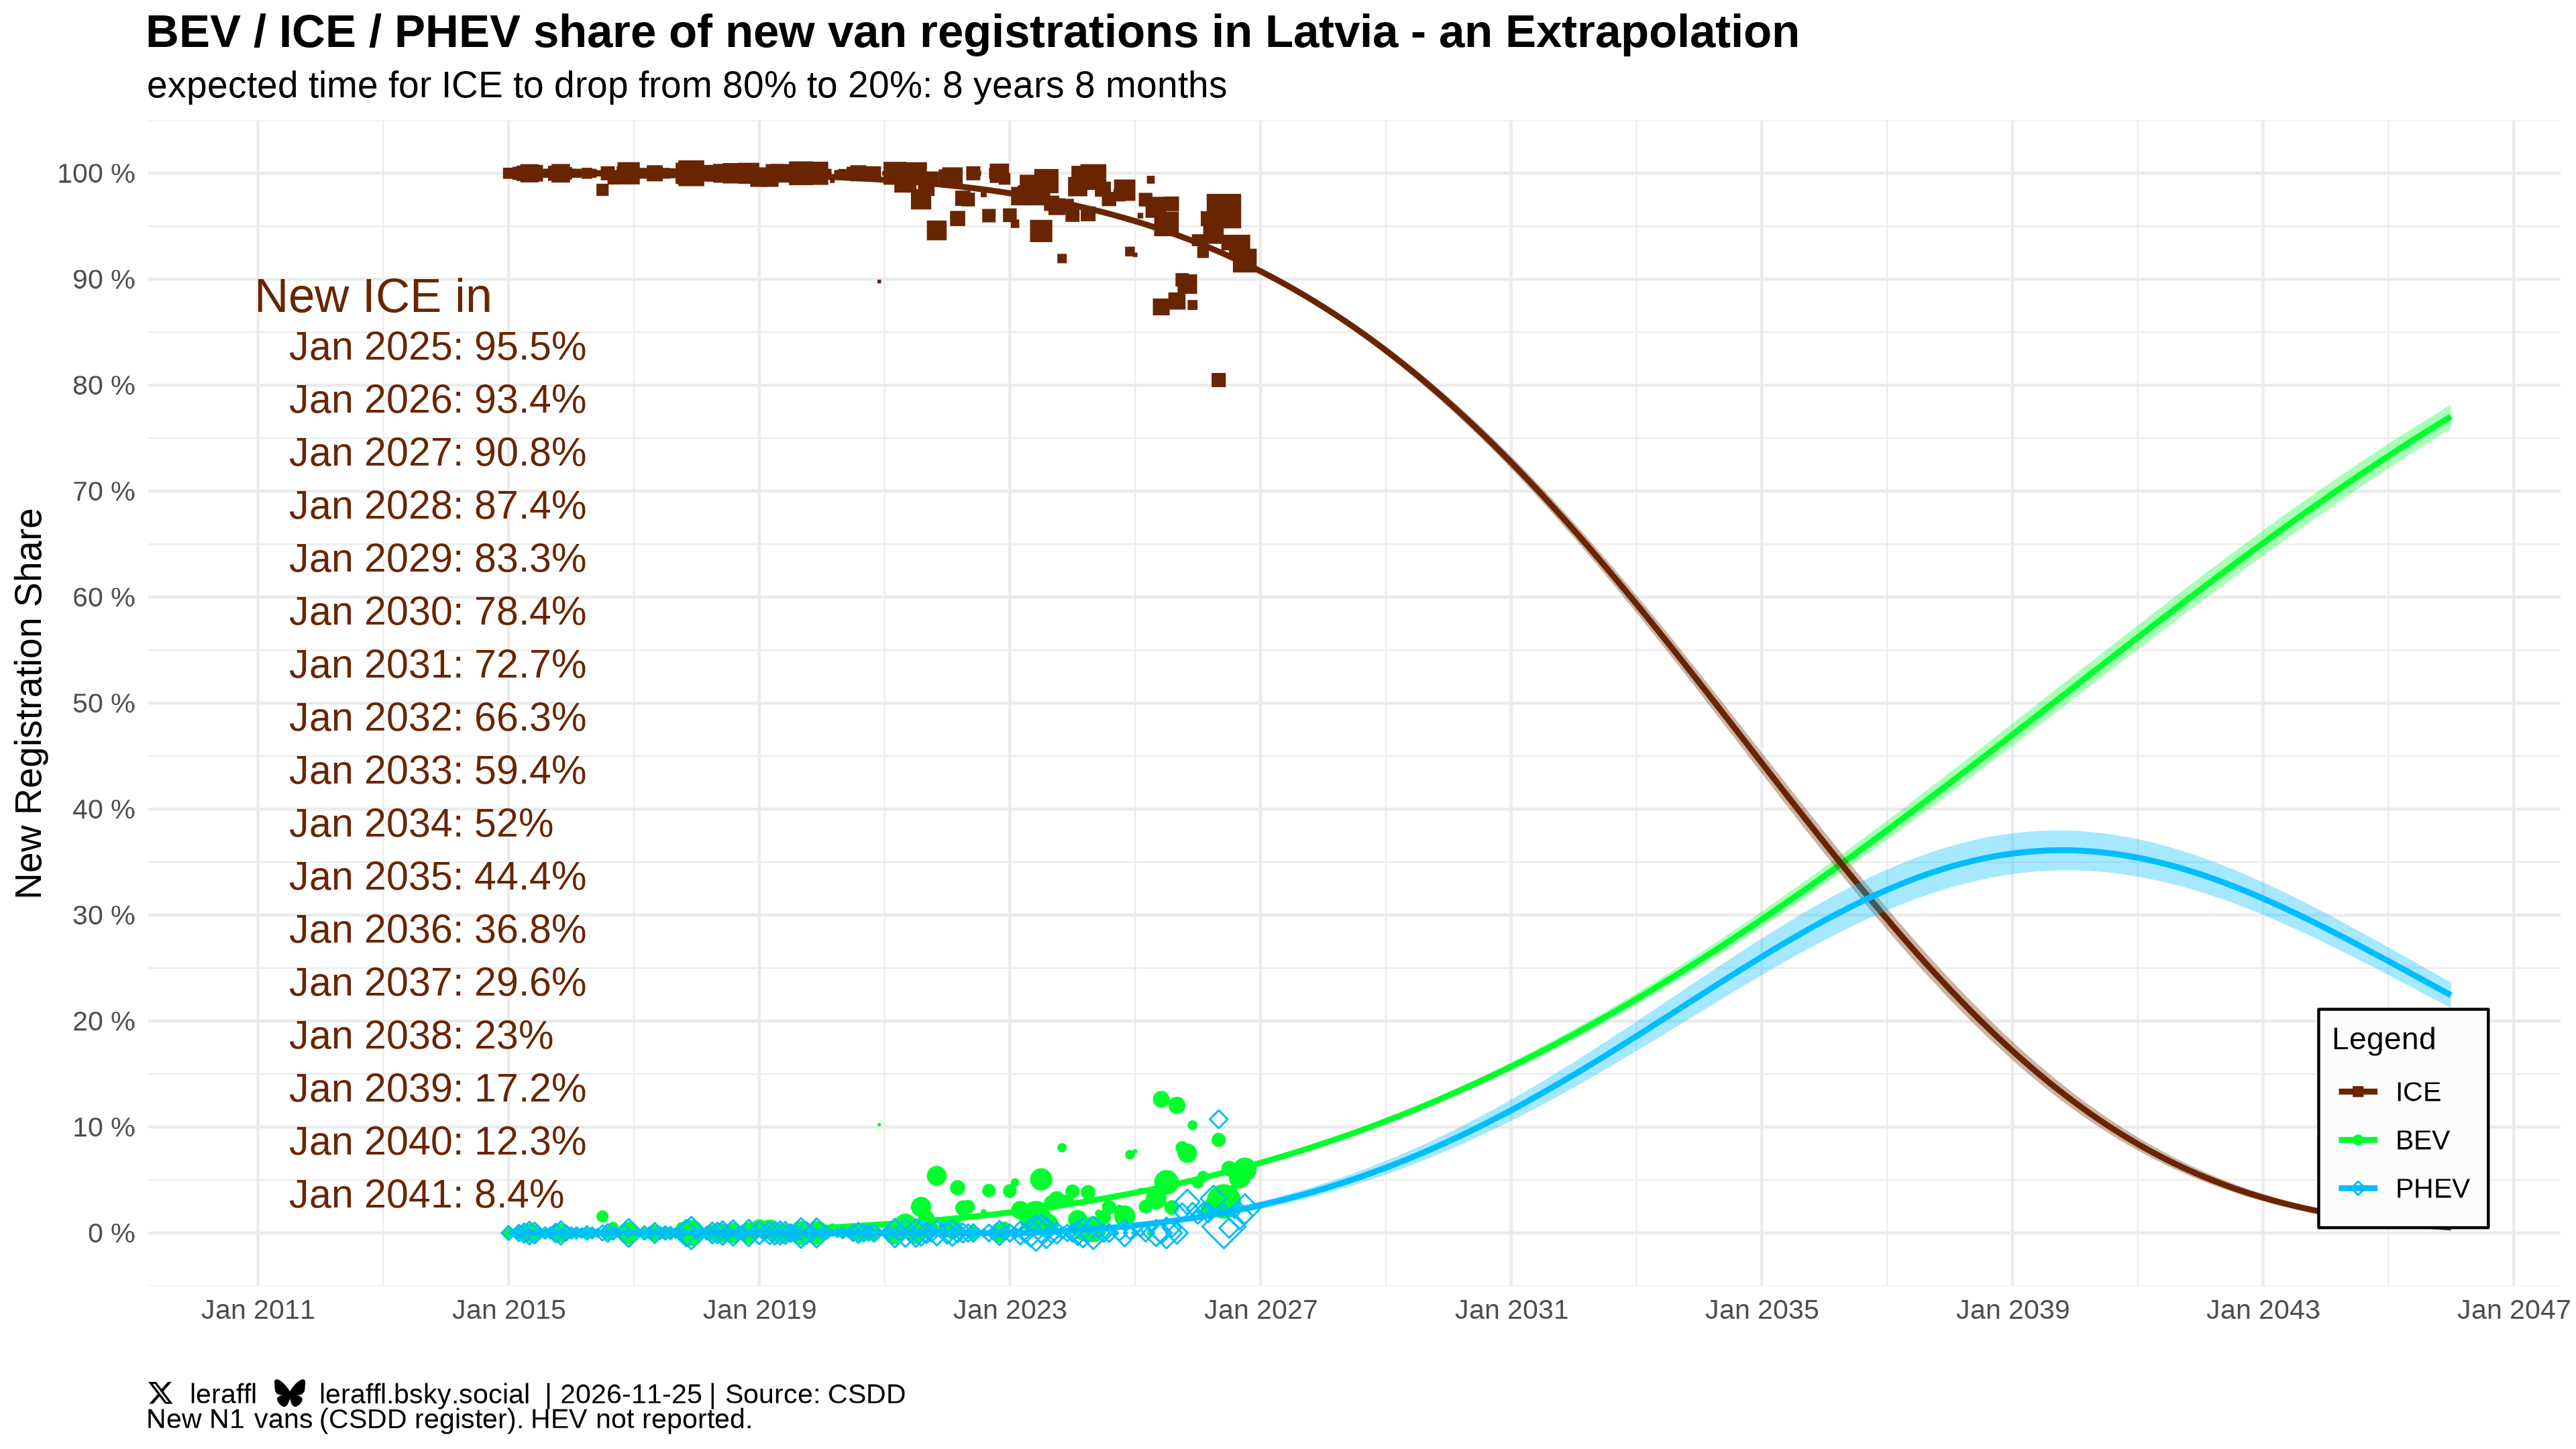 BEV / ICE / PHEV share of new van registrations in Latvia - an Extrapolation
expected time for ICE to drop from 80% to 20%: 8 years 8 months
New Registration Share
100 %
90 %
80 %
70 %
60 %
50 %
40 %
30 %
20 %
10 %
0 %
New ICE in
Jan 2025: 95.5%
Jan 2026: 93.4%
Jan 2027: 90.8%
Jan 2028: 87.4%
Jan 2029: 83.3%
Jan 2030: 78.4%
Jan 2031: 72.7%
Jan 2032: 66.3%
Jan 2033: 59.4%
Jan 2034: 52%
Jan 2035: 44.4%
Jan 2036: 36.8%
Jan 2037: 29.6%
Jan 2038: 23%
Jan 2039: 17.2%
Jan 2040: 12.3%
Jan 2041: 8.4%
Legend
ICE
BEV
PHEV
Jan 2011 Jan 2015 Jan 2019 Jan 2023 Jan 2027 Jan 2031 Jan 2035 Jan 2039 Jan 2043 Jan 2047
leraffl leraffl.bsky.social | 2026-11-25 | Source: CSDD
New N1 vans (CSDD register). HEV not reported.